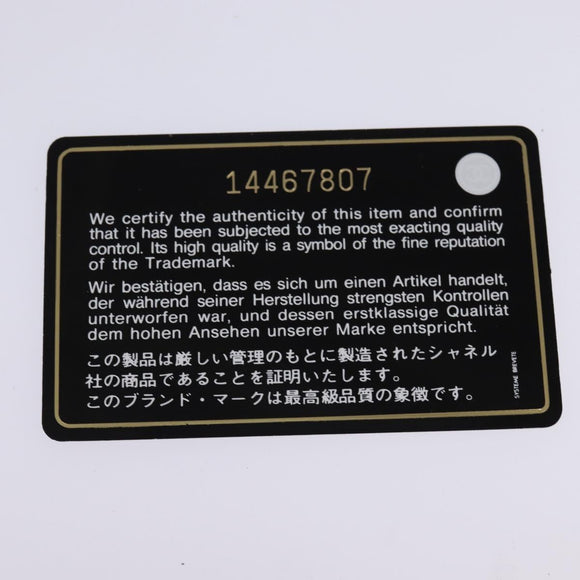 14467807
We certify the authenticity of this item and confirm
that it has been subjected to the most exacting quality
control. Its high quality is a symbol of the fine reputation
of the Trademark.
Wir bestätigen, dass es sich um einen Artikel handelt,
der während seiner Herstellung strengsten Kontrollen
unterworfen war, und dessen erstklassige Qualität
dem hohen Ansehen unserer Marke entspricht.
この製品は厳しい管理のもとに製造されたシャネル
社の商品であることを証明いたします。
このブランド・マークは最高級品質の象徴です。
SYSTEME BREVETE